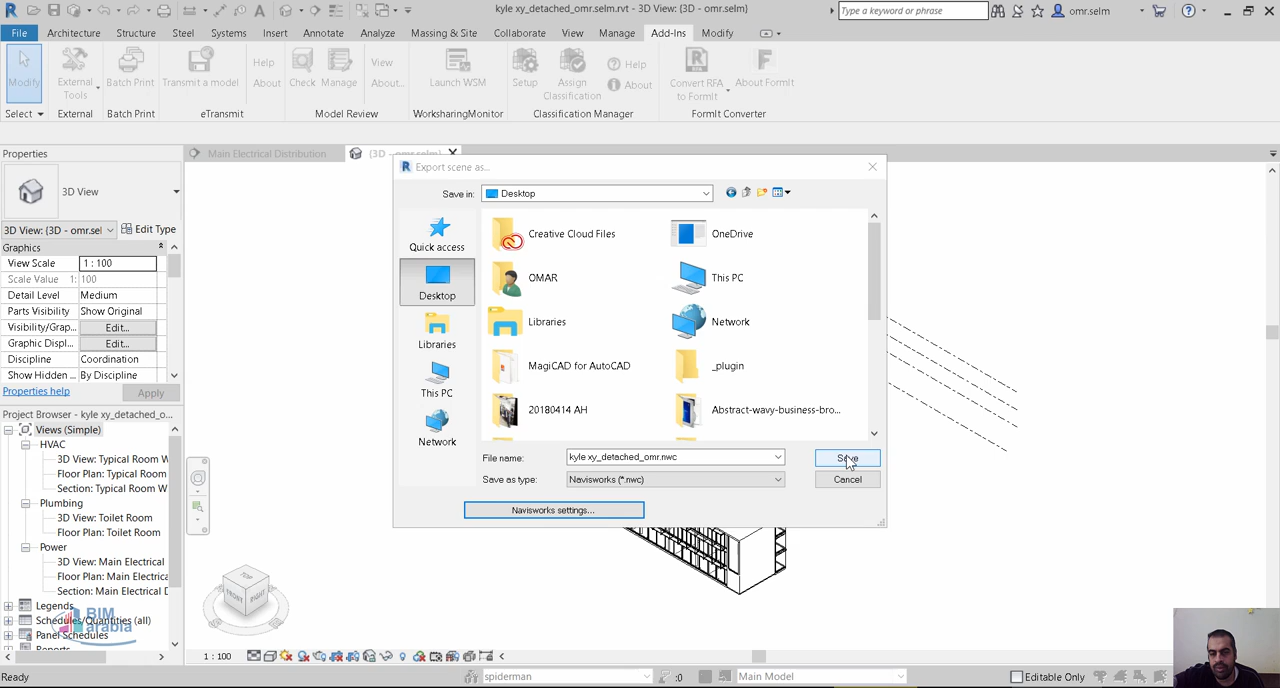 kyle xy_detached_omr.selm.rvt - 3D View: {3D - omr.selm}
Type a keyword or phrase
omr.selm
File Architecture Structure Steel Systems Insert Annotate Analyze Massing & Site Collaborate View Manage Add-Ins Modify
Modify
External Tools
Batch Print
Transmit a model
Help
About
Check
Manage
View
About...
Launch WSM
Setup
Assign Classification
Help
About
Convert RFA to FormIt
About FormIt
Select External Batch Print eTransmit Model Review WorksharingMonitor Classification Manager FormIt Converter
Properties
Main Electrical Distribution
{3D - omr.selm}
3D View
3D View: {3D - omr.sel
Edit Type
Graphics
View Scale 1 : 100
Scale Value 1: 100
Detail Level Medium
Parts Visibility Show Original
Visibility/Grap... Edit...
Graphic Displ... Edit...
Discipline Coordination
Show Hidden ... By Discipline
Properties help
Apply
Project Browser - kyle xy_detached_o...
Views (Simple)
HVAC
3D View: Typical Room W
Floor Plan: Typical Room
Section: Typical Room W
Plumbing
3D View: Toilet Room
Floor Plan: Toilet Room
Power
3D View: Main Electrical
Floor Plan: Main Electrica
Section: Main Electrical D
Legends
Schedules/Quantities (all)
Panel Schedules
Reports
BIM
arabia
Export scene as...
Save in: Desktop
Quick access
Desktop
Libraries
This PC
Network
Creative Cloud Files
OneDrive
OMAR
This PC
Libraries
Network
MagiCAD for AutoCAD
_plugin
20180414 AH
Abstract-wavy-business-bro...
File name: kyle xy_detached_omr.nwc
Save
Save as type: Navisworks (*.nwc)
Cancel
Navisworks settings...
TOP
FRONT
RIGHT
1 : 100
Ready
spiderman
:0
Main Model
Editable Only